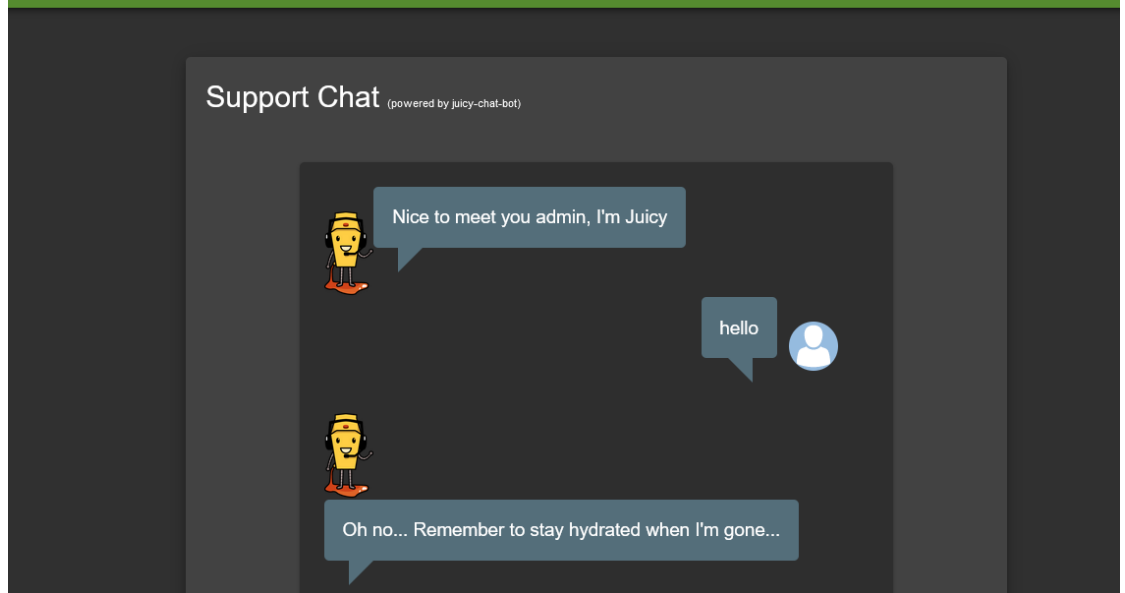 Support Chat (powered by juicy-chat-bot)
Nice to meet you admin, I'm Juicy
hello
Oh no... Remember to stay hydrated when I'm gone...